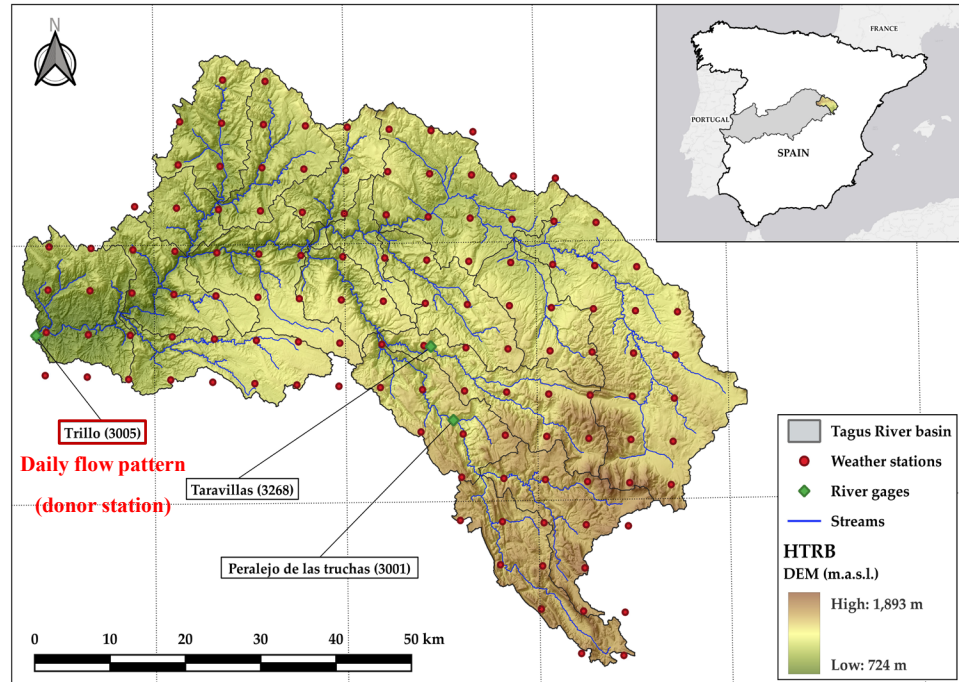 N
FRANCE
PORTUGAL
SPAIN
Trillo (3005)
Daily flow pattern
(donor station)
Taravillas (3268)
Peralejo de las truchas (3001)
0 10 20 30 40 50 km
Tagus River basin
Weather stations
River gages
Streams
HTRB
DEM (m.a.s.l.)
High: 1,893 m
Low: 724 m